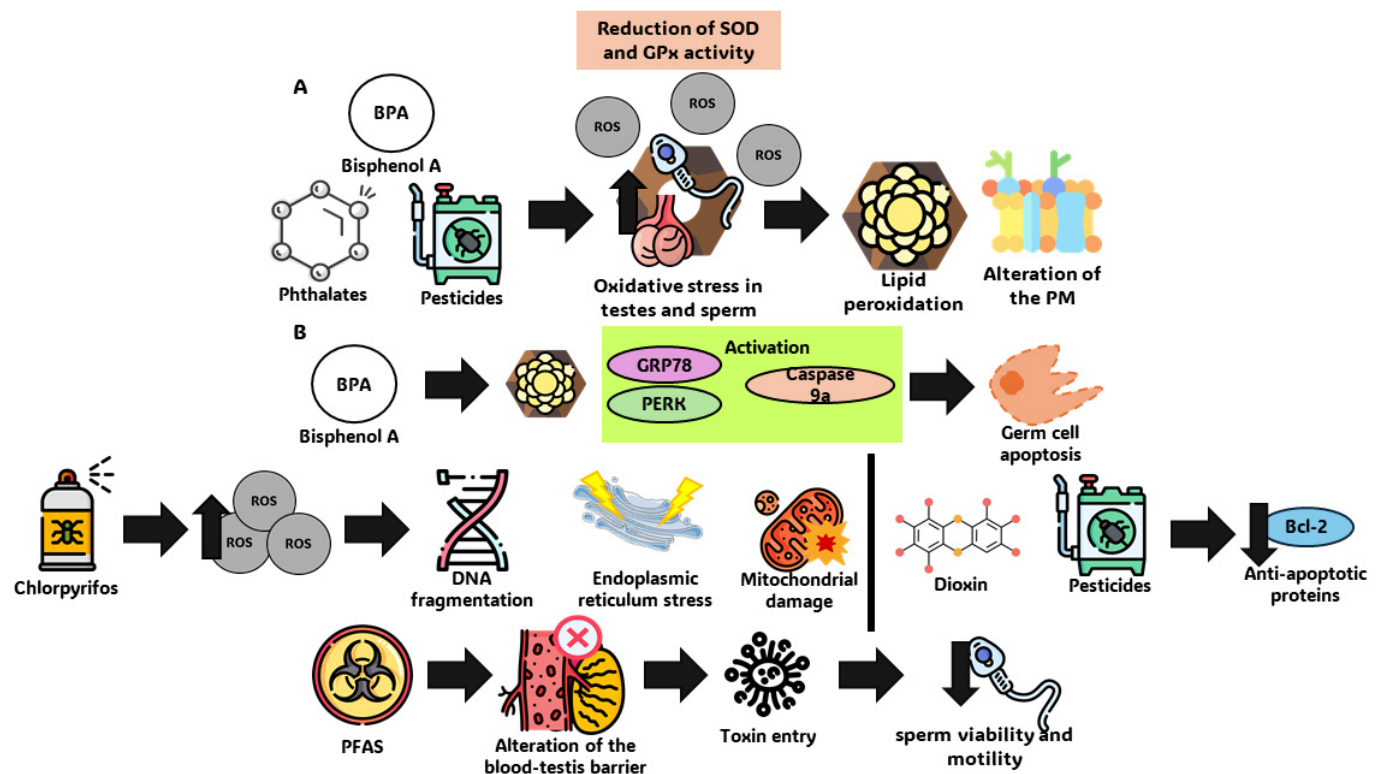 Reduction of SOD
and GPx activity
A
BPA
Bisphenol A
ROS
ROS
ROS
Phthalates
Pesticides
Oxidative stress in
testes and sperm
Lipid
peroxidation
Alteration of
the PM
B
BPA
Bisphenol A
Activation
GRP78
PERK
Caspase
9a
Germ cell
apoptosis
Chlorpyrifos
ROS
ROS
ROS
DNA
fragmentation
Endoplasmic
reticulum stress
Mitochondrial
damage
Dioxin
Pesticides
Bcl-2
Anti-apoptotic
proteins
PFAS
Alteration of the
blood-testis barrier
Toxin entry
sperm viability and
motility